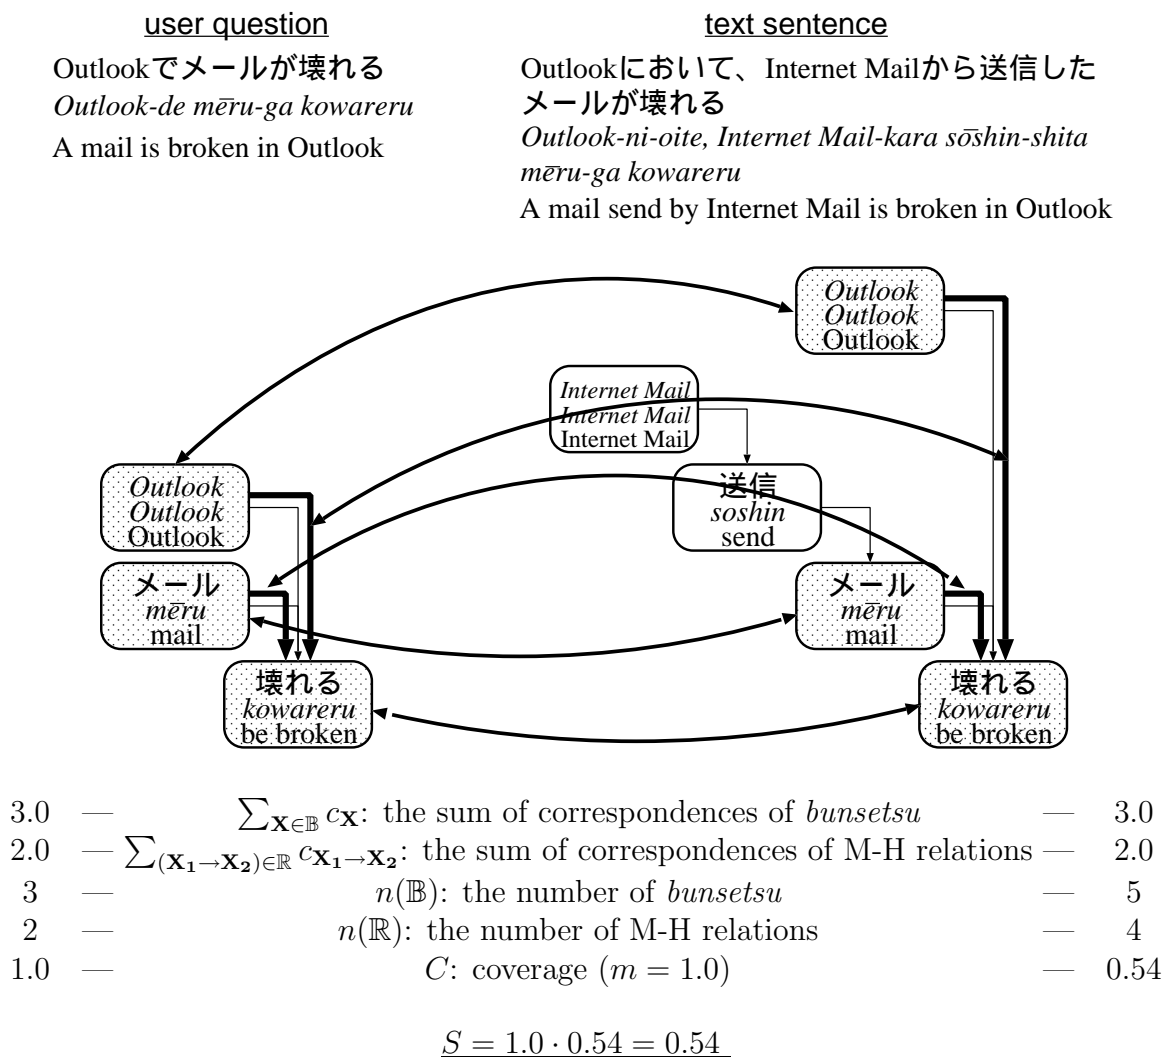 user question
Outlookでメールが壊れる
Outlook-de mēru-ga kowareru
A mail is broken in Outlook
text sentence
Outlookにおいて、Internet Mailから送信した
メールが壊れる
Outlook-ni-oite, Internet Mail-kara sōshin-shita
mēru-ga kowareru
A mail send by Internet Mail is broken in Outlook
Outlook
Outlook
Outlook
Internet Mail
Internet Mail
Internet Mail
Outlook
Outlook
Outlook
送信
soshin
send
メール
mēru
mail
メール
mēru
mail
壊れる
kowareru
be broken
壊れる
kowareru
be broken
3.0 — ∑_{X∈𝔹} c_X: the sum of correspondences of bunsetsu — 3.0
2.0 — ∑_{(X₁→X₂)∈ℝ} c_{X₁→X₂}: the sum of correspondences of M-H relations — 2.0
3 — n(𝔹): the number of bunsetsu — 5
2 — n(ℝ): the number of M-H relations — 4
1.0 — C: coverage (m = 1.0) — 0.54
S = 1.0 · 0.54 = 0.54